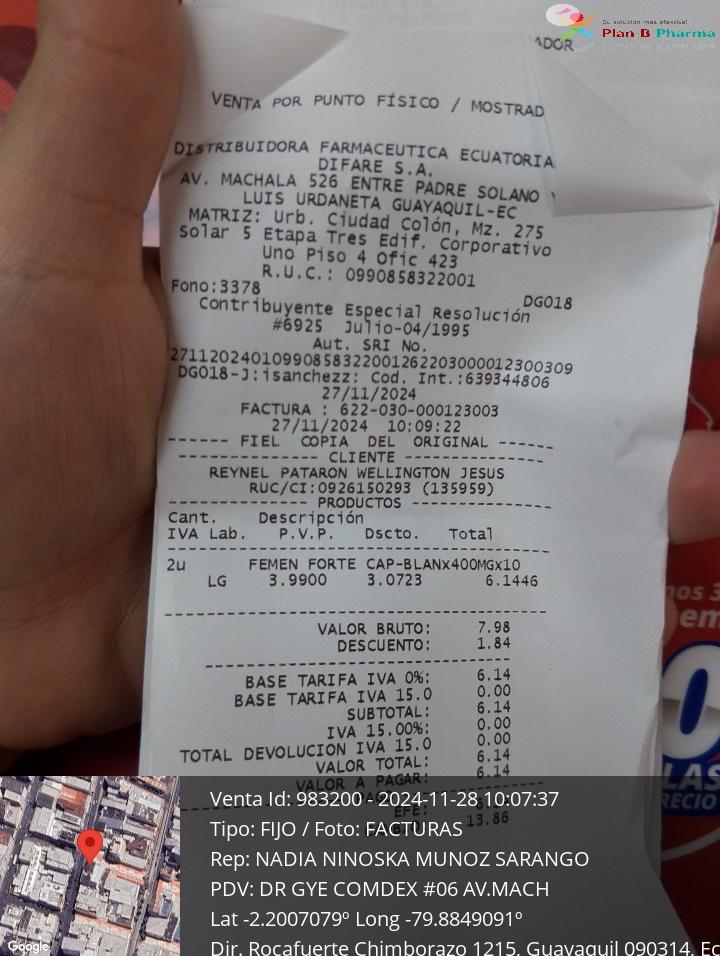 Su solución más efectiva!
Plan B Pharma
ADOR
VENTA POR PUNTO FÍSICO / MOSTRAD
DISTRIBUIDORA FARMACEUTICA ECUATORIA
DIFARE S.A.
AV. MACHALA 526 ENTRE PADRE SOLANO Y
LUIS URDANETA GUAYAQUIL-EC
MATRIZ: Urb. Ciudad Colón, Mz. 275
Solar 5 Etapa Tres Edif. Corporativo
Uno Piso 4 Ofic 423
R.U.C.: 0990858322001
Fono:3378 DG018
Contribuyente Especial Resolución
#6925 Julio-04/1995
Aut. SRI No.
2711202401099085832200126220300001230030​9
DG018-J:isanchezz: Cod. Int.:639344806
27/11/2024
FACTURA : 622-030-000123003
27/11/2024 10:09:22
------ FIEL COPIA DEL ORIGINAL ------
--------------- CLIENTE ---------------
REYNEL PATARON WELLINGTON JESUS
RUC/CI:0926150293 (135959)
--------------- PRODUCTOS --------------
Cant. Descripción
IVA Lab. P.V.P. Dscto. Total
2u FEMEN FORTE CAP-BLANx400MGx10
LG 3.9900 3.0723 6.1446
VALOR BRUTO: 7.98
DESCUENTO: 1.84
BASE TARIFA IVA 0%: 6.14
BASE TARIFA IVA 15.0 0.00
SUBTOTAL: 6.14
IVA 15.00%: 0.00
TOTAL DEVOLUCION IVA 15.0 0.00
VALOR TOTAL: 6.14
VALOR A PAGAR: 6.14
EFE:
13.86
Venta Id: 983200 - 2024-11-28 10:07:37
Tipo: FIJO / Foto: FACTURAS
Rep: NADIA NINOSKA MUNOZ SARANGO
PDV: DR GYE COMDEX #06 AV.MACH
Lat -2.2007079º Long -79.8849091º
Dir. Rocafuerte Chimborazo 1215, Guayaquil 090314, Ec
Google